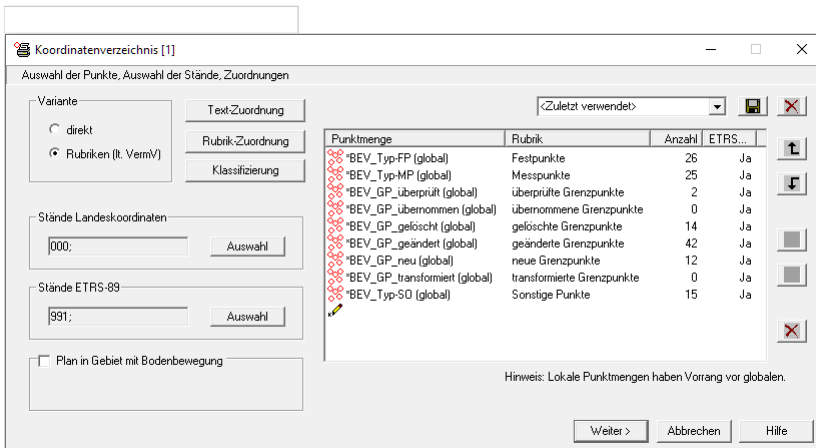 Koordinatenverzeichnis [1]
Auswahl der Punkte, Auswahl der Stände, Zuordnungen
Variante
direkt
Rubriken (lt. VermV)
Text-Zuordnung
Rubrik-Zuordnung
Klassifizierung
Stände Landeskoordinaten
000;
Auswahl
Stände ETRS-89
991;
Auswahl
Plan in Gebiet mit Bodenbewegung
<Zuletzt verwendet>
Punktmenge Rubrik Anzahl ETRS...
*BEV_Typ-FP (global) Festpunkte 26 Ja
*BEV_Typ-MP (global) Messpunkte 25 Ja
*BEV_GP_überprüft (global) überprüfte Grenzpunkte 2 Ja
*BEV_GP_übernommen (global) übernommene Grenzpunkte 0 Ja
*BEV_GP_gelöscht (global) gelöschte Grenzpunkte 14 Ja
*BEV_GP_geändert (global) geänderte Grenzpunkte 42 Ja
*BEV_GP_neu (global) neue Grenzpunkte 12 Ja
*BEV_GP_transformiert (global) transformierte Grenzpunkte 0 Ja
*BEV_Typ-SO (global) Sonstige Punkte 15 Ja
Hinweis: Lokale Punktmengen haben Vorrang vor globalen.
Weiter > Abbrechen Hilfe